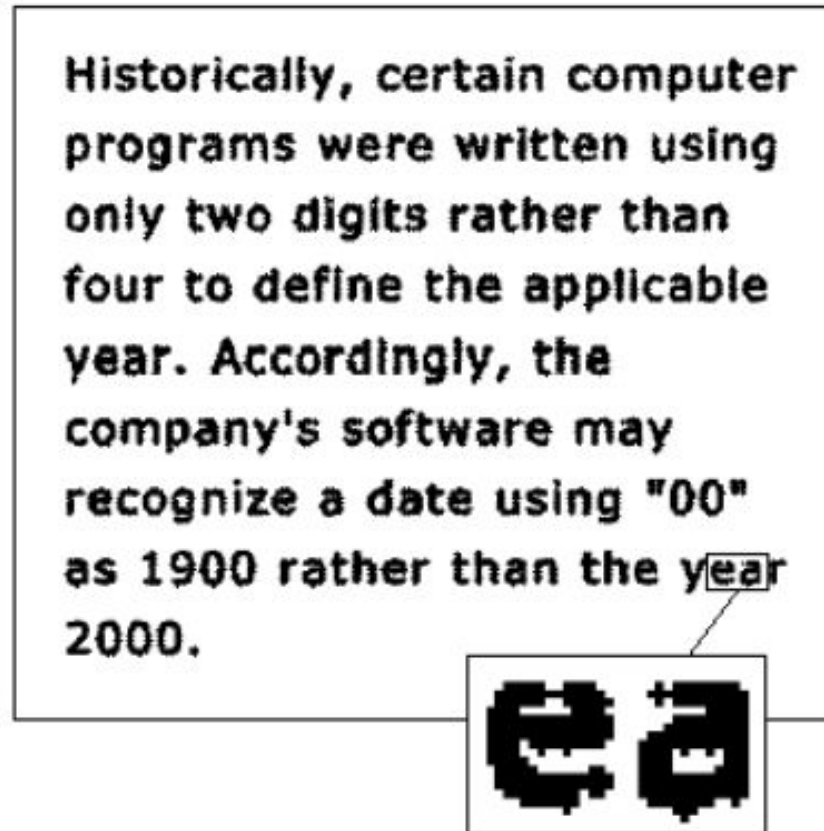 Historically, certain computer
programs were written using
only two digits rather than
four to define the applicable
year. Accordingly, the
company's software may
recognize a date using "00"
as 1900 rather than the year
2000.
ea